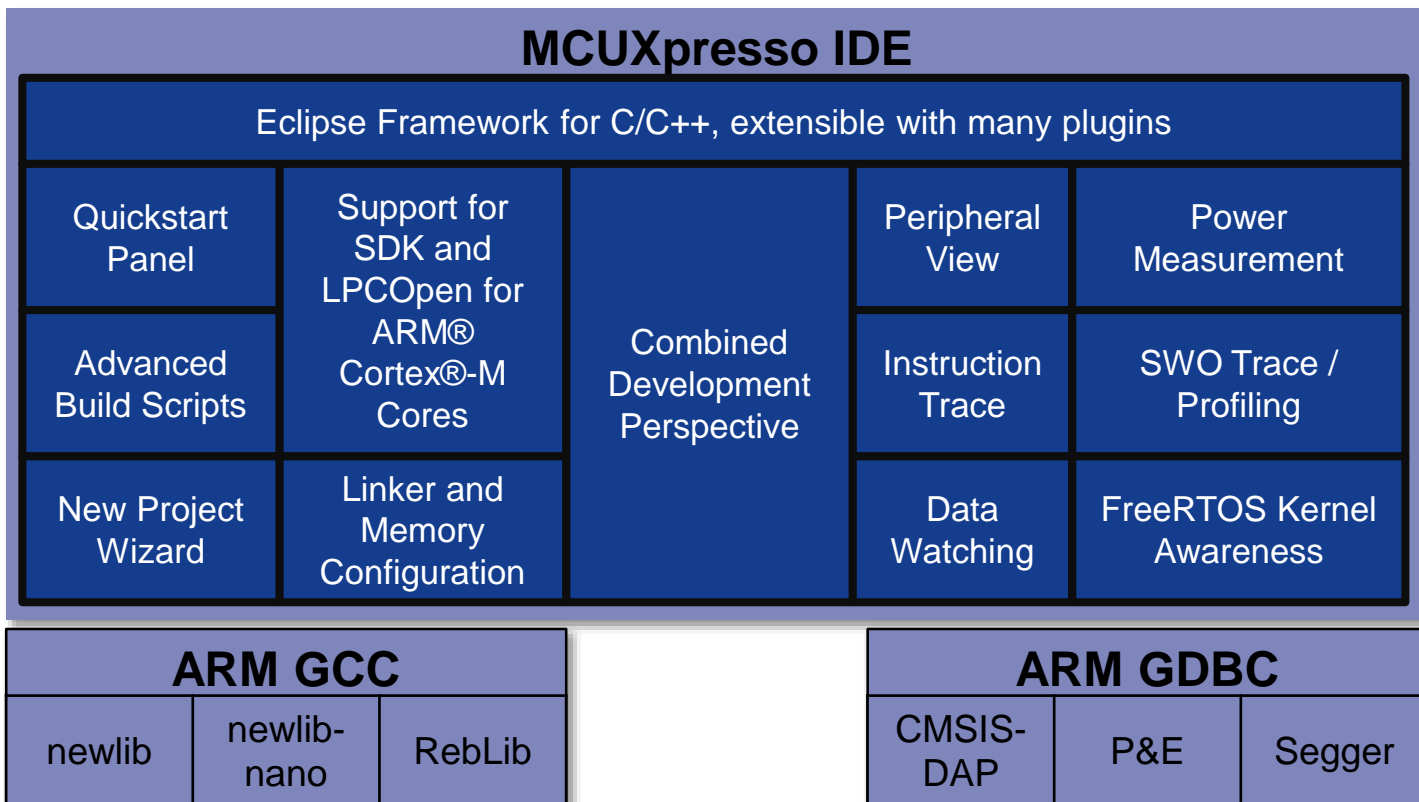 MCUXpresso IDE
Eclipse Framework for C/C++, extensible with many plugins
Quickstart
Panel
Support for
SDK and
LPCOpen for
ARM®
Cortex®-M
Cores
Combined
Development
Perspective
Peripheral
View
Power
Measurement
Advanced
Build Scripts
Instruction
Trace
SWO Trace /
Profiling
New Project
Wizard
Linker and
Memory
Configuration
Data
Watching
FreeRTOS Kernel
Awareness
ARM GCC
newlib
newlib-
nano
RebLib
ARM GDBC
CMSIS-
DAP
P&E
Segger